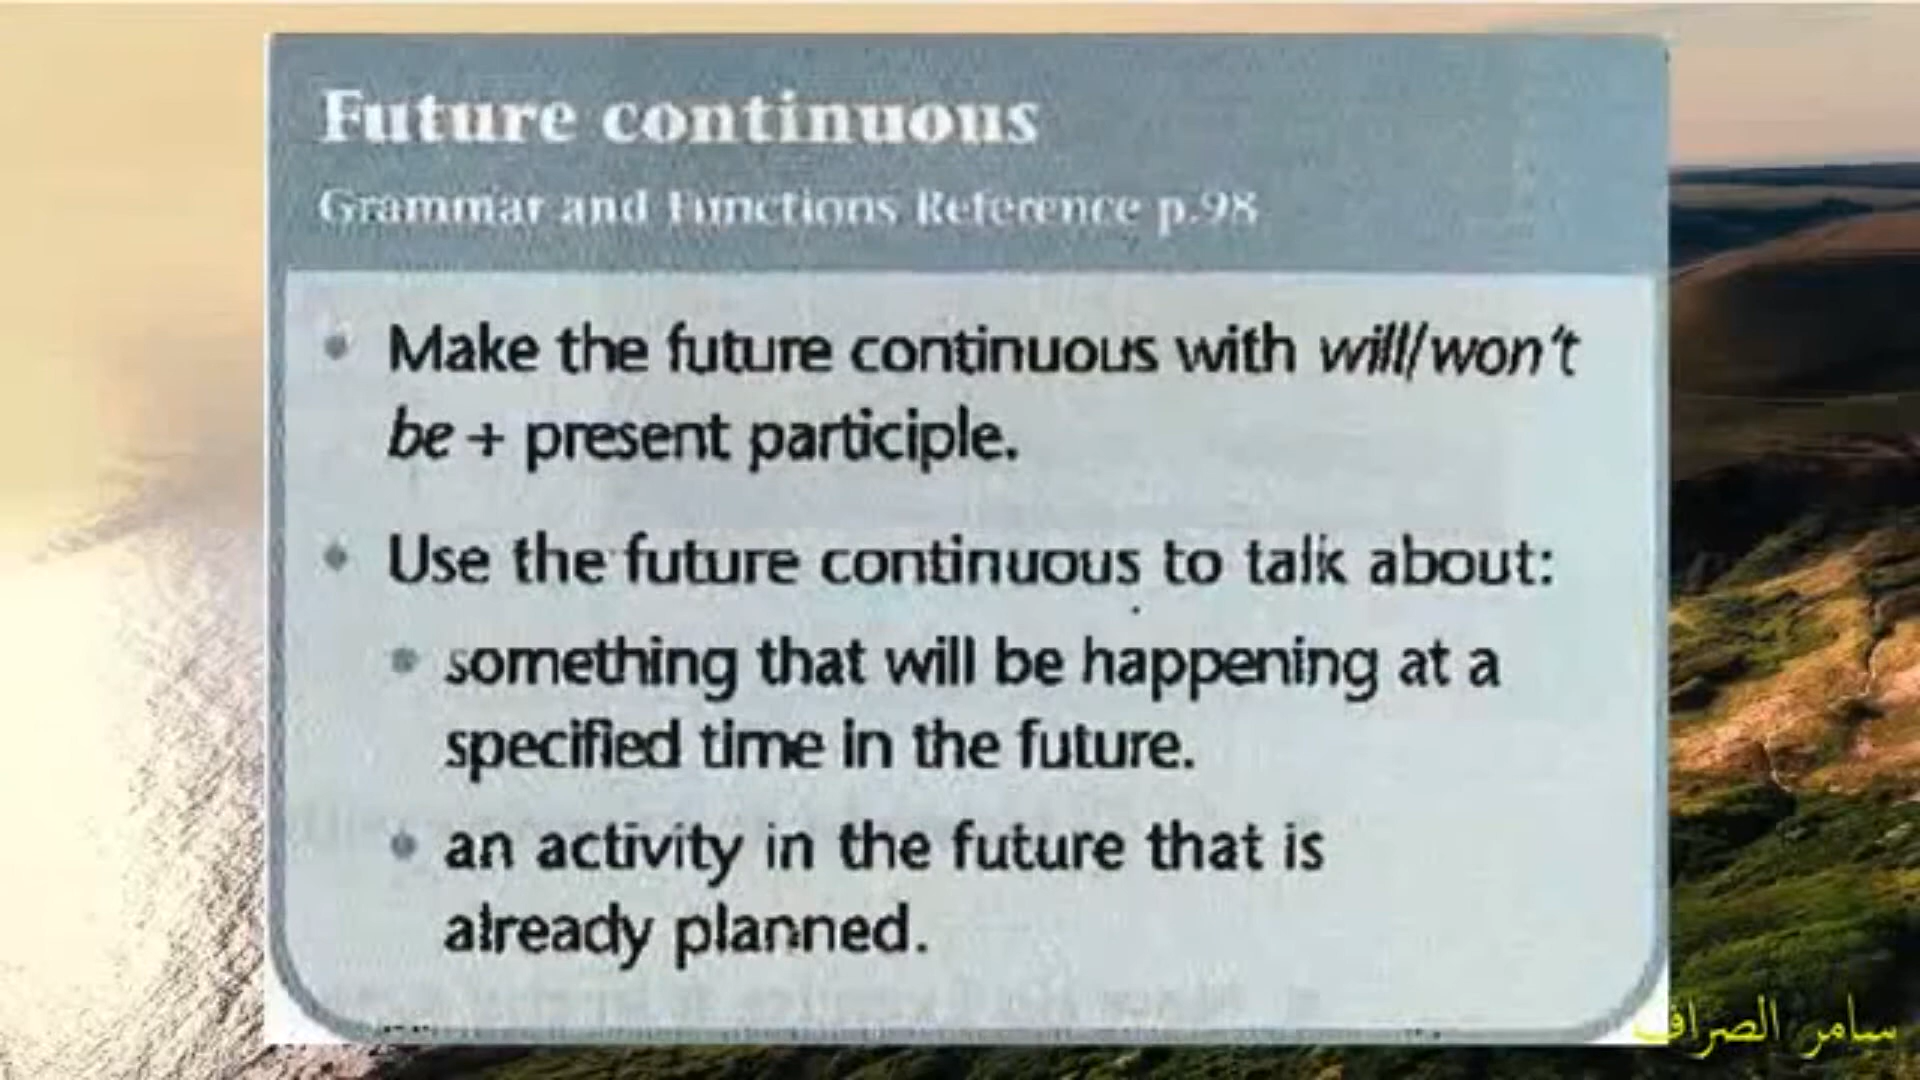 Future continuous
Grammar and Functions Reference p.98
• Make the future continuous with will/won't
be + present participle.
• Use the future continuous to talk about:
• something that will be happening at a
specified time in the future.
• an activity in the future that is
already planned.
سامر الصراف